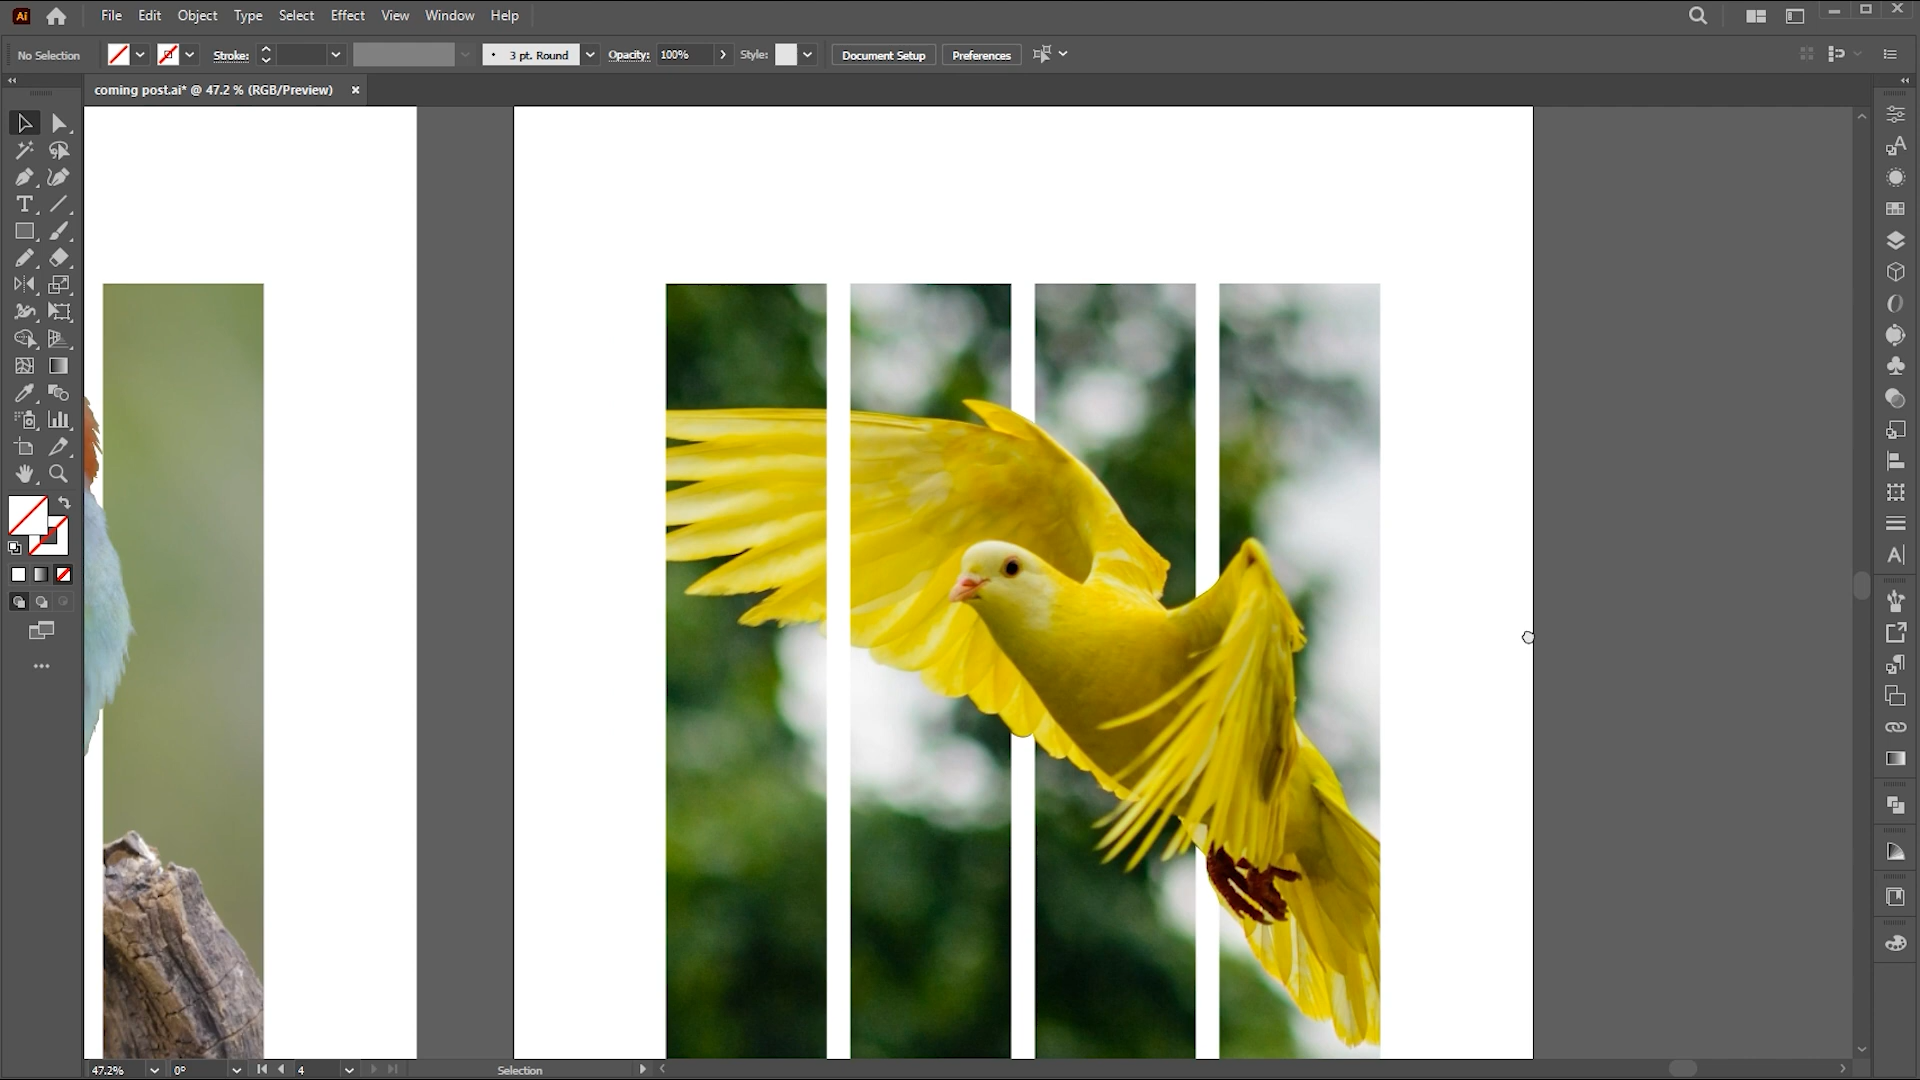 Ai File Edit Object Type Select Effect View Window Help
No Selection Stroke: 3 pt. Round Opacity: 100% Style: Document Setup Preferences
coming post.ai* @ 47.2 % (RGB/Preview)
47.2% 0° 4 Selection